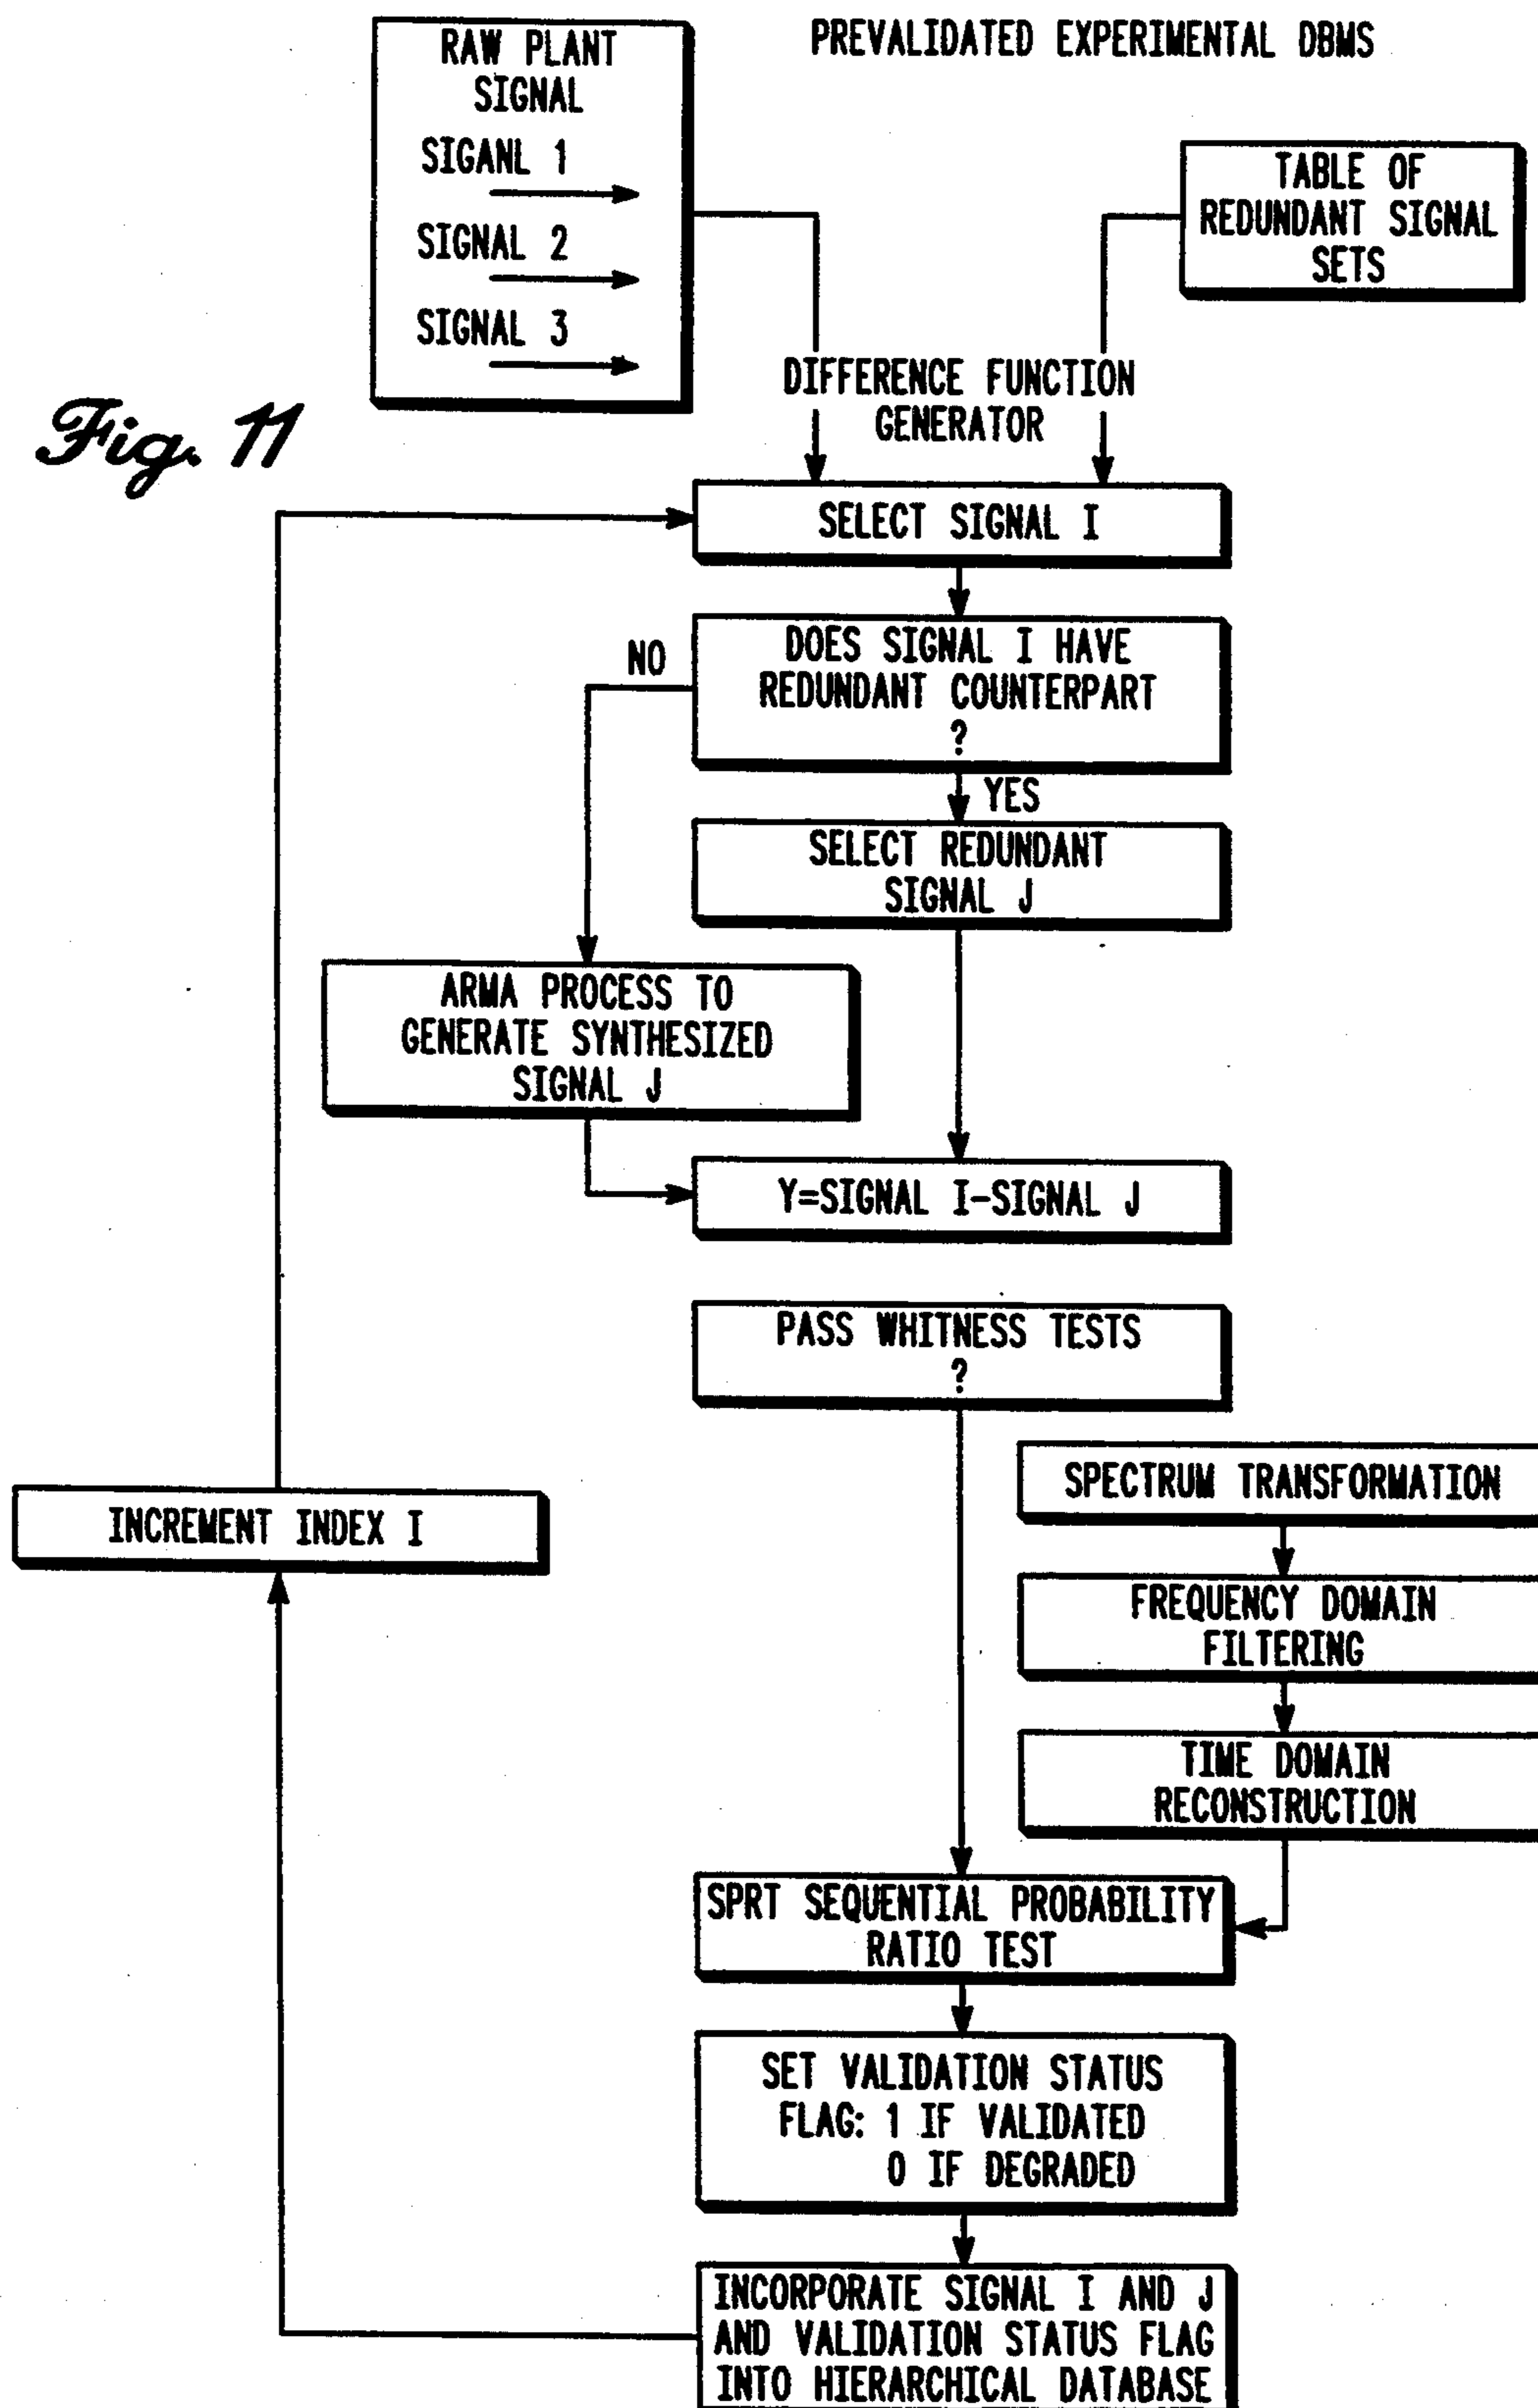 RAW PLANT
SIGNAL
SIGANL 1
SIGNAL 2
SIGNAL 3
PREVALIDATED EXPERIMENTAL DBMS
TABLE OF
REDUNDANT SIGNAL
SETS
DIFFERENCE FUNCTION
GENERATOR
Fig. 11
SELECT SIGNAL I
DOES SIGNAL I HAVE
REDUNDANT COUNTERPART
?
NO
YES
SELECT REDUNDANT
SIGNAL J
ARMA PROCESS TO
GENERATE SYNTHESIZED
SIGNAL J
Y=SIGNAL I-SIGNAL J
PASS WHITNESS TESTS
?
SPECTRUM TRANSFORMATION
INCREMENT INDEX I
FREQUENCY DOMAIN
FILTERING
TIME DOMAIN
RECONSTRUCTION
SPRT SEQUENTIAL PROBABILITY
RATIO TEST
SET VALIDATION STATUS
FLAG: 1 IF VALIDATED
0 IF DEGRADED
INCORPORATE SIGNAL I AND J
AND VALIDATION STATUS FLAG
INTO HIERARCHICAL DATABASE